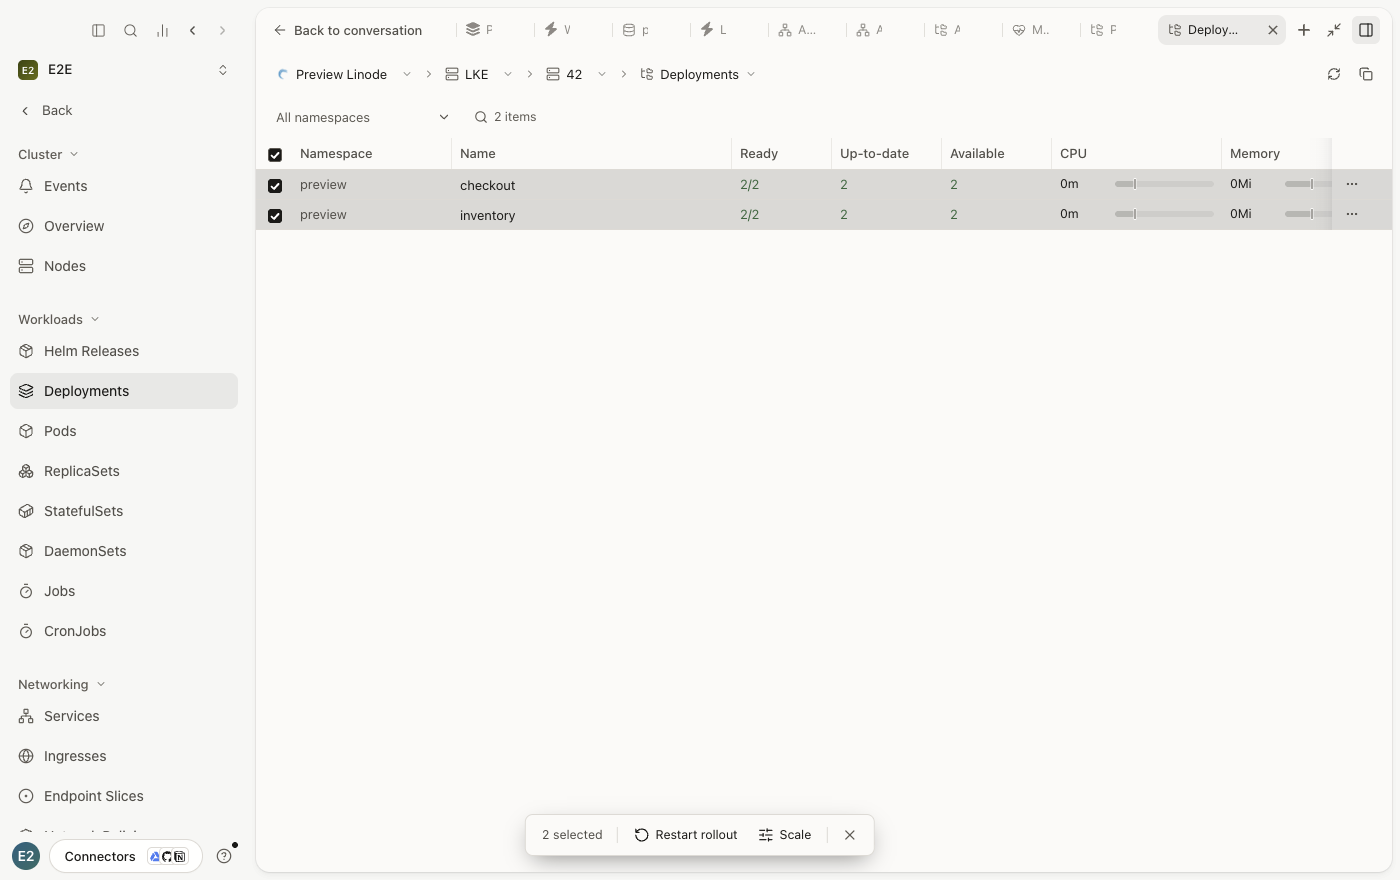 E2 E2E
Back
Cluster
Events
Overview
Nodes
Workloads
Helm Releases
Deployments
Pods
ReplicaSets
StatefulSets
DaemonSets
Jobs
CronJobs
Networking
Services
Ingresses
Endpoint Slices
E2 Connectors
Back to conversation
A...
M..
Deploy...
Preview Linode
LKE
42
Deployments
All namespaces
2 items
Namespace Name Ready Up-to-date Available CPU Memory
preview checkout 2/2 2 2 0m 0Mi
preview inventory 2/2 2 2 0m 0Mi
2 selected Restart rollout Scale